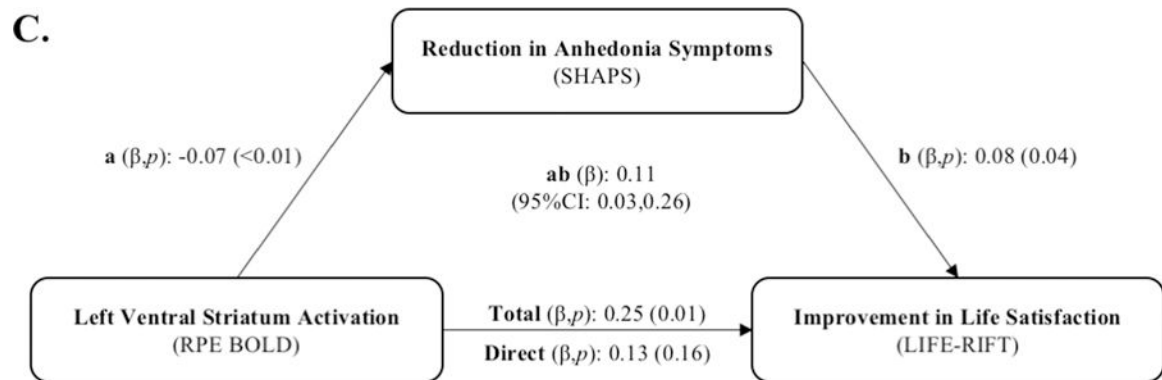 C.
Reduction in Anhedonia Symptoms
(SHAPS)
a (β,p): -0.07 (<0.01)
b (β,p): 0.08 (0.04)
ab (β): 0.11
(95%CI: 0.03,0.26)
Left Ventral Striatum Activation
(RPE BOLD)
Total (β,p): 0.25 (0.01)
Direct (β,p): 0.13 (0.16)
Improvement in Life Satisfaction
(LIFE-RIFT)